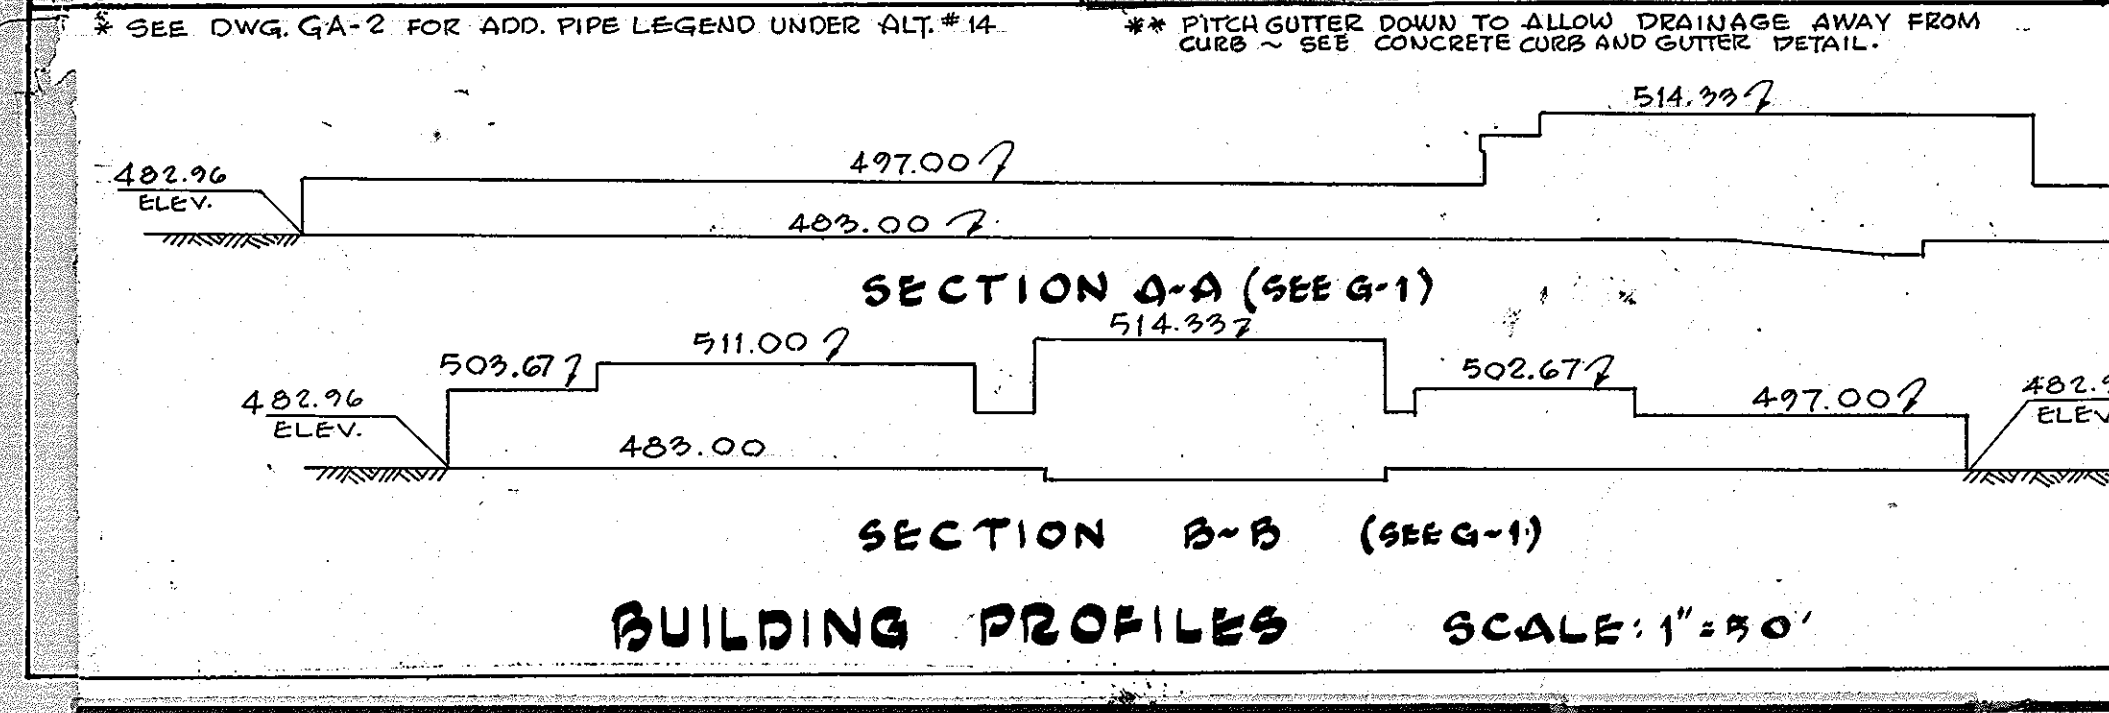 * SEE DWG. GA-2 FOR ADD. PIPE LEGEND UNDER ALT. #14
** PITCH GUTTER DOWN TO ALLOW DRAINAGE AWAY FROM
CURB ~ SEE CONCRETE CURB AND GUTTER DETAIL.
514.33
497.00
482.96
ELEV.
483.00
SECTION A-A (SEE G-1)
514.33
511.00
503.67
502.67
497.00
482.96
ELEV.
482.9
ELEV
483.00
SECTION B-B (SEE G-1)
BUILDING PROFILES SCALE: 1"=50'